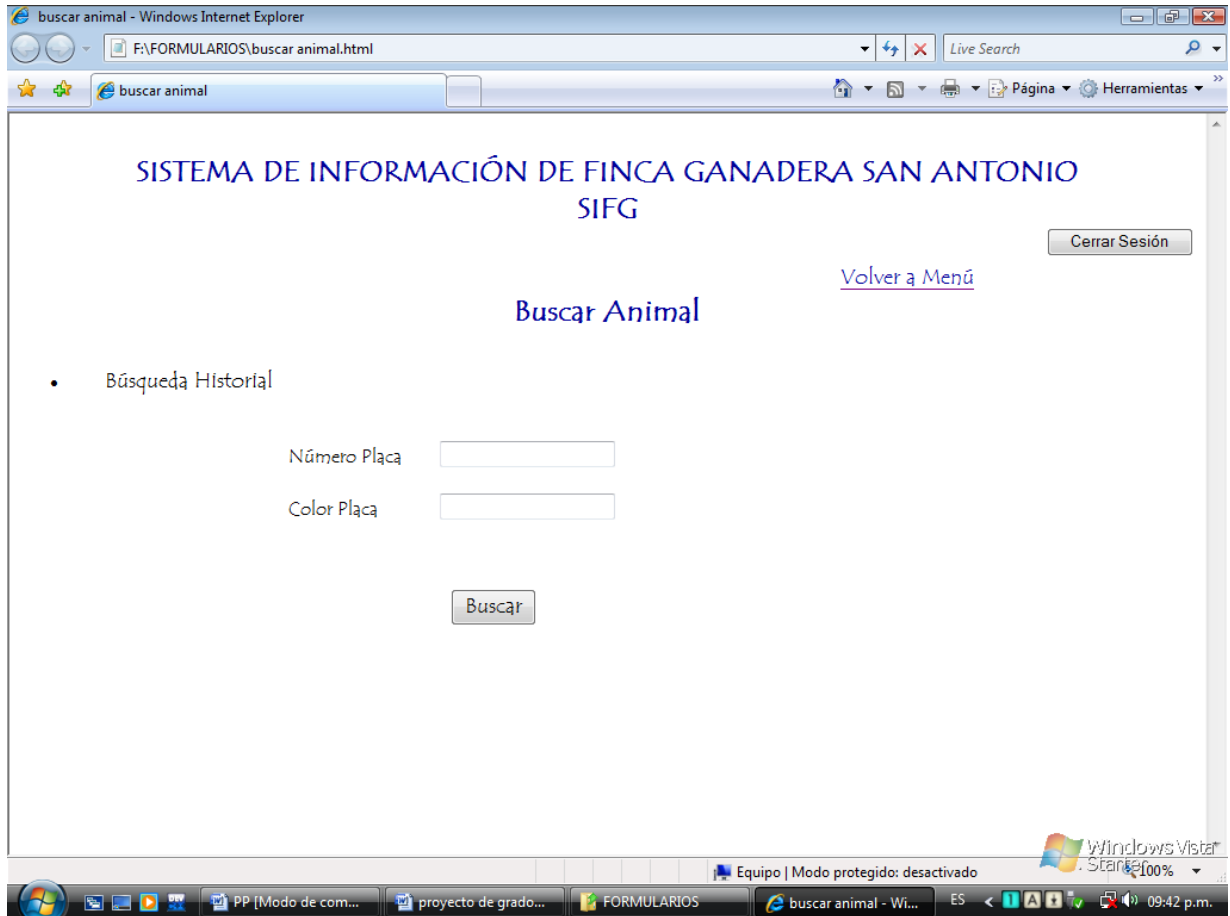 buscar animal - Windows Internet Explorer
F:\FORMULARIOS\buscar animal.html
Live Search
buscar animal
Página
Herramientas
SISTEMA DE INFORMACIÓN DE FINCA GANADERA SAN ANTONIO
SIFG
Cerrar Sesión
Volver a Menú
Buscar Animal
• Búsqueda Historial
Número Placa
Color Placa
Buscar
Windows Vista™
Starter
Equipo | Modo protegido: desactivado
100%
PP [Modo de com...
proyecto de grado...
FORMULARIOS
buscar animal - Wi...
ES
09:42 p.m.